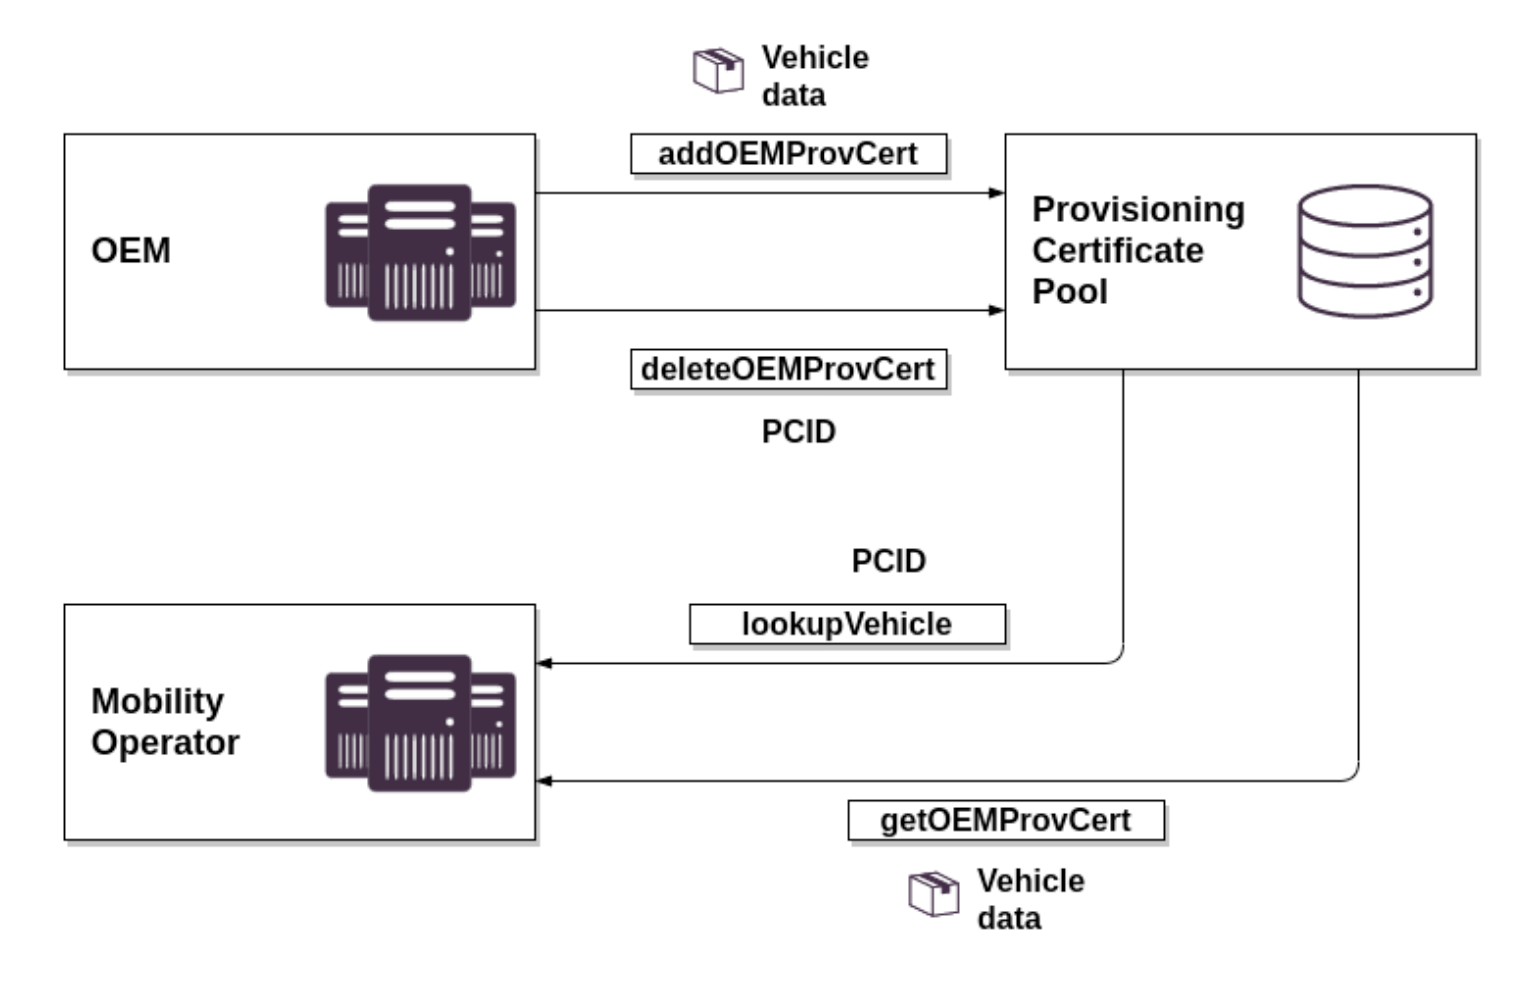 Vehicle
data
addOEMProvCert
OEM
Provisioning
Certificate
Pool
deleteOEMProvCert
PCID
PCID
lookupVehicle
Mobility
Operator
getOEMProvCert
Vehicle
data